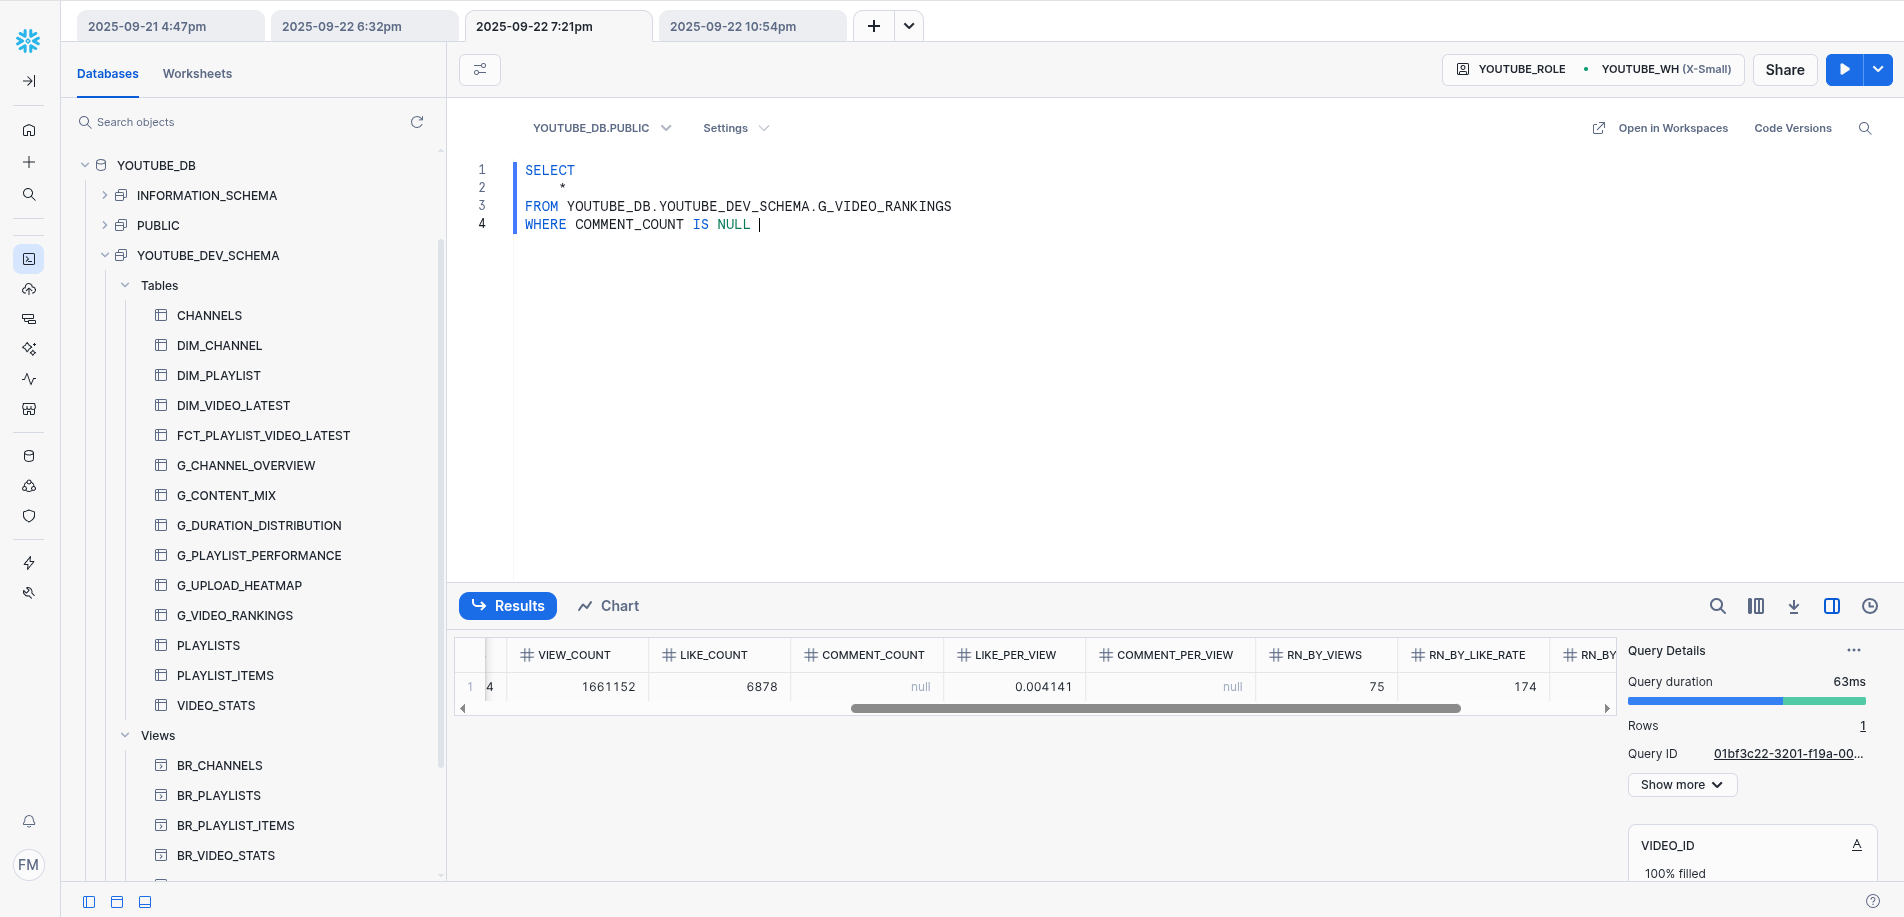 2025-09-21 4:47pm
2025-09-22 6:32pm
2025-09-22 7:21pm
2025-09-22 10:54pm
Databases
Worksheets
YOUTUBE_ROLE
YOUTUBE_WH (X-Small)
Share
Search objects
YOUTUBE_DB.PUBLIC
Settings
Open in Workspaces
Code Versions
YOUTUBE_DB
INFORMATION_SCHEMA
PUBLIC
YOUTUBE_DEV_SCHEMA
Tables
CHANNELS
DIM_CHANNEL
DIM_PLAYLIST
DIM_VIDEO_LATEST
FCT_PLAYLIST_VIDEO_LATEST
G_CHANNEL_OVERVIEW
G_CONTENT_MIX
G_DURATION_DISTRIBUTION
G_PLAYLIST_PERFORMANCE
G_UPLOAD_HEATMAP
G_VIDEO_RANKINGS
PLAYLISTS
PLAYLIST_ITEMS
VIDEO_STATS
Views
BR_CHANNELS
BR_PLAYLISTS
BR_PLAYLIST_ITEMS
BR_VIDEO_STATS
FM
1 SELECT
2 *
3 FROM YOUTUBE_DB.YOUTUBE_DEV_SCHEMA.G_VIDEO_RANKINGS
4 WHERE COMMENT_COUNT IS NULL
Results
Chart
VIEW_COUNT LIKE_COUNT COMMENT_COUNT LIKE_PER_VIEW COMMENT_PER_VIEW RN_BY_VIEWS RN_BY_LIKE_RATE RN_BY
1 4 1661152 6878 null 0.004141 null 75 174
Query Details
Query duration 63ms
Rows 1
Query ID 01bf3c22-3201-f19a-00...
Show more
VIDEO_ID A
100% filled